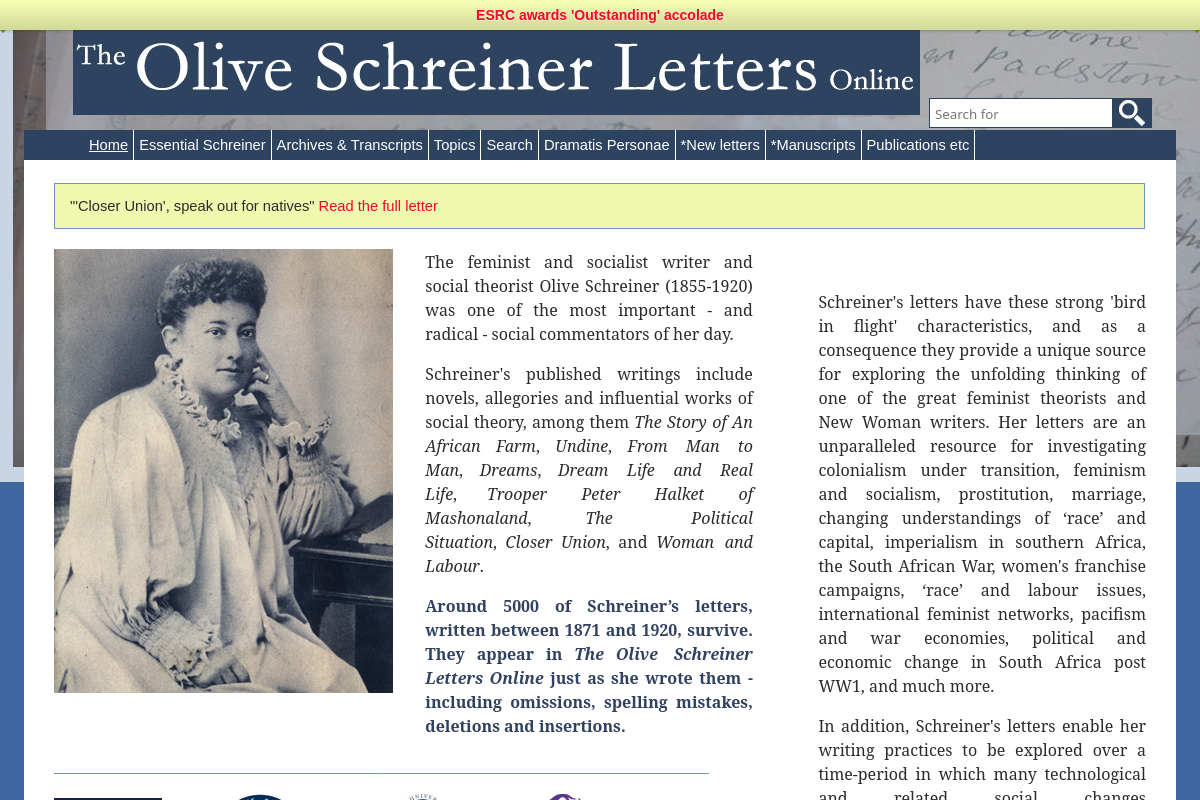 ESRC awards 'Outstanding' accolade
The Olive Schreiner Letters Online
Search for
Home Essential Schreiner Archives & Transcripts Topics Search Dramatis Personae *New letters *Manuscripts Publications etc
"'Closer Union', speak out for natives" Read the full letter
The feminist and socialist writer and
social theorist Olive Schreiner (1855-1920)
was one of the most important - and
radical - social commentators of her day.
Schreiner's published writings include
novels, allegories and influential works of
social theory, among them The Story of An
African Farm, Undine, From Man to
Man, Dreams, Dream Life and Real
Life, Trooper Peter Halket of
Mashonaland, The Political
Situation, Closer Union, and Woman and
Labour.
Around 5000 of Schreiner’s letters,
written between 1871 and 1920, survive.
They appear in The Olive Schreiner
Letters Online just as she wrote them -
including omissions, spelling mistakes,
deletions and insertions.
Schreiner's letters have these strong 'bird
in flight' characteristics, and as a
consequence they provide a unique source
for exploring the unfolding thinking of
one of the great feminist theorists and
New Woman writers. Her letters are an
unparalleled resource for investigating
colonialism under transition, feminism
and socialism, prostitution, marriage,
changing understandings of ‘race’ and
capital, imperialism in southern Africa,
the South African War, women's franchise
campaigns, ‘race’ and labour issues,
international feminist networks, pacifism
and war economies, political and
economic change in South Africa post
WW1, and much more.
In addition, Schreiner's letters enable her
writing practices to be explored over a
time-period in which many technological
and related social changes